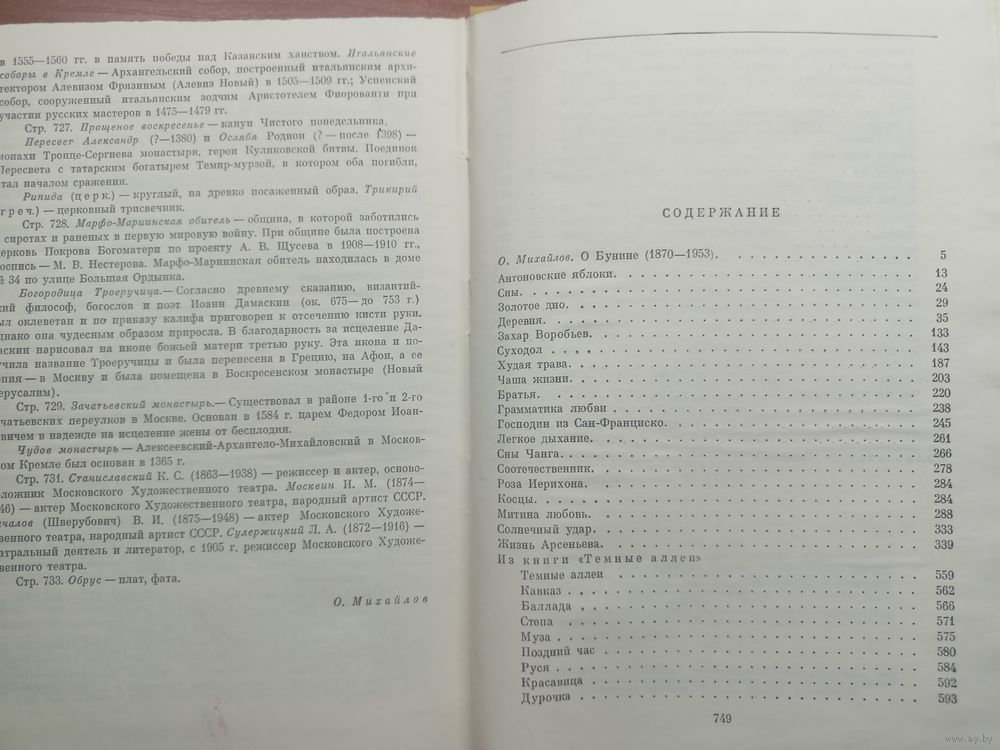 в 1555—1560 гг. в память победы над Казанским ханством. Итальянские
соборы в Кремле — Архангельский собор, построенный итальянским архи-
тектором Алевизом Фрязиным (Алевиз Новый) в 1505—1509 гг.; Успенский
собор, сооруженный итальянским зодчим Аристотелем Фиорованти при
участии русских мастеров в 1475—1479 гг.
Стр. 727. Прощеное воскресенье — канун Чистого понедельника.
Пересвет Александр (?—1380) и Ослябя Родион (? — после 1398) —
монахи Троице-Сергиева монастыря, герои Куликовской битвы. Поединок
Пересвета с татарским богатырем Темир-мурзой, в котором оба погибли,
стал началом сражения.
Рипида (церк.) — круглый, на древко посаженный образ. Трикирий
греч.) — церковный трисвечник.
Стр. 728. Марфо-Мариинская обитель — община, в которой заботились
сиротах и раненых в первую мировую войну. При общине была построена
церковь Покрова Богоматери по проекту А. В. Щусева в 1908—1910 гг.,
роспись — М. В. Нестерова. Марфо-Мариинская обитель находилась в доме
№ 34 по улице Большая Ордынка.
Богородица Троеручица.— Согласно древнему сказанию, византий-
ский философ, богослов и поэт Иоанн Дамаскин (ок. 675—до 753 г.)
был оклеветан и по приказу калифа приговорен к отсечению кисти руки.
Однако она чудесным образом приросла. В благодарность за исцеление Да-
маскин нарисовал на иконе божьей матери третью руку. Эта икона и по-
лучила название Троеручицы и была перенесена в Грецию, на Афон, а ее
копия — в Москву и была помещена в Воскресенском монастыре (Новый
Иерусалим).
Стр. 729. Зачатьевский монастырь.— Существовал в районе 1-го и 2-го
Зачатьевских переулков в Москве. Основан в 1584 г. царем Федором Иоан-
новичем в надежде на исцеление жены от бесплодия.
Чудов монастырь — Алексеевский-Архангело-Михайловский в Москов-
ском Кремле был основан в 1365 г.
Стр. 731. Станиславский К. С. (1863—1938) — режиссер и актер, осново-
положник Московского Художественного театра. Москвин И. М. (1874—
1946) — актер Московского Художественного театра, народный артист СССР.
Качалов (Шверубович) В. И. (1875—1948) — актер Московского Художе-
ственного театра, народный артист СССР. Сулержицкий Л. А. (1872—1916) —
театральный деятель и литератор, с 1905 г. режиссер Московского Художе-
ственного театра.
Стр. 733. Обрус — плат, фата.
О. Михайлов
СОДЕРЖАНИЕ
О. Михайлов. О Бунине (1870—1953). 5
Антоновские яблоки. 13
Сны. 24
Золотое дно. 29
Деревня. 35
Захар Воробьев. 133
Суходол 143
Худая трава. 187
Чаша жизни. 203
Братья. 220
Грамматика любви 238
Господин из Сан-Франциско. 245
Легкое дыхание. 261
Сны Чанга. 266
Соотечественник. 278
Роза Иерихона. 284
Косцы. 284
Митина любовь. 288
Солнечный удар. 333
Жизнь Арсеньева. 339
Из книги «Темные аллеи»
Темные аллеи 559
Кавказ 562
Баллада 566
Степа 571
Муза 575
Поздний час 580
Руся 584
Красавица 592
Дурочка 593
749
www.ay.by